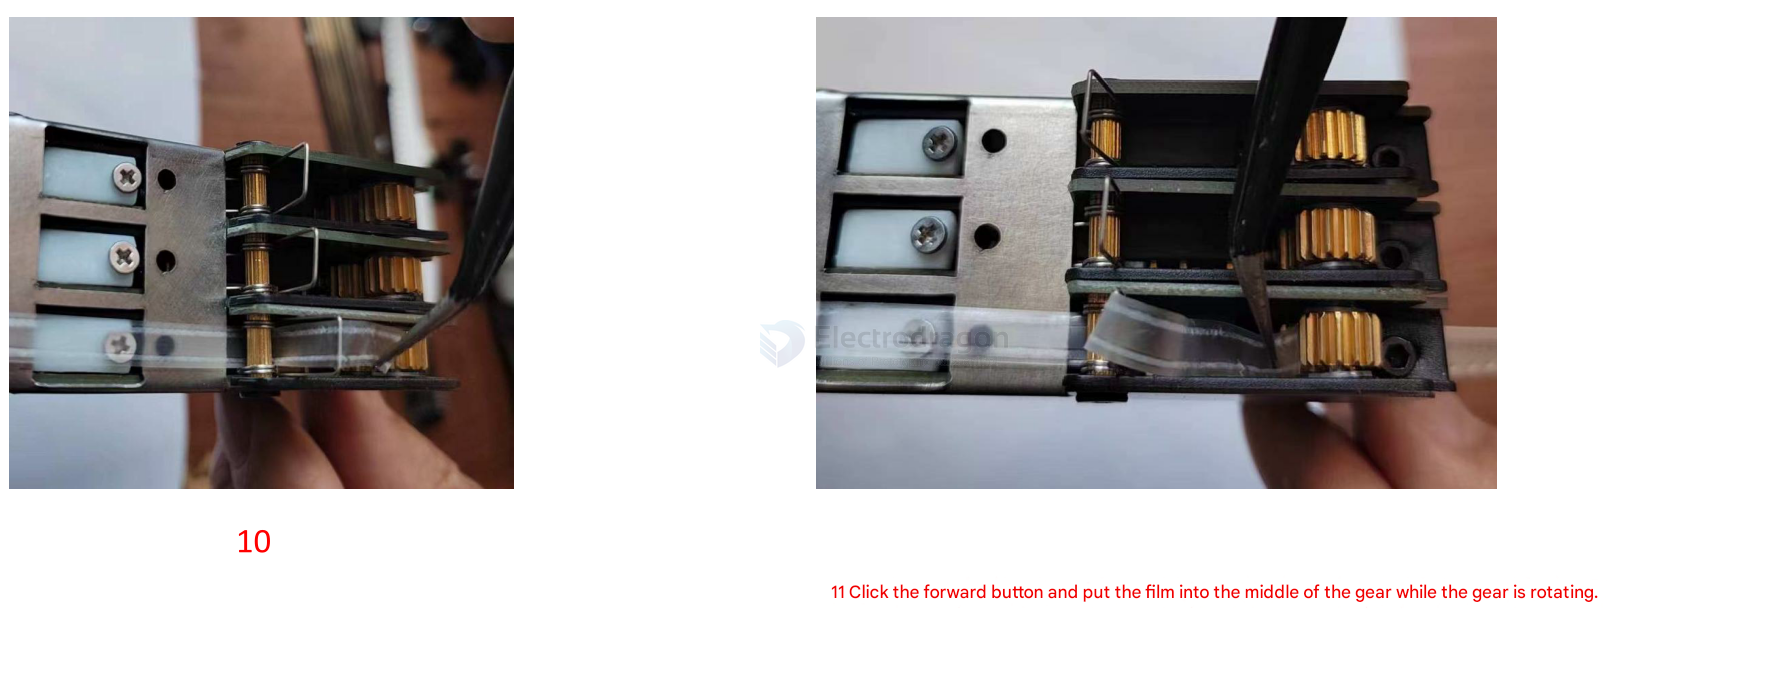 Electrodragon
10
11 Click the forward button and put the film into the middle of the gear while the gear is rotating.